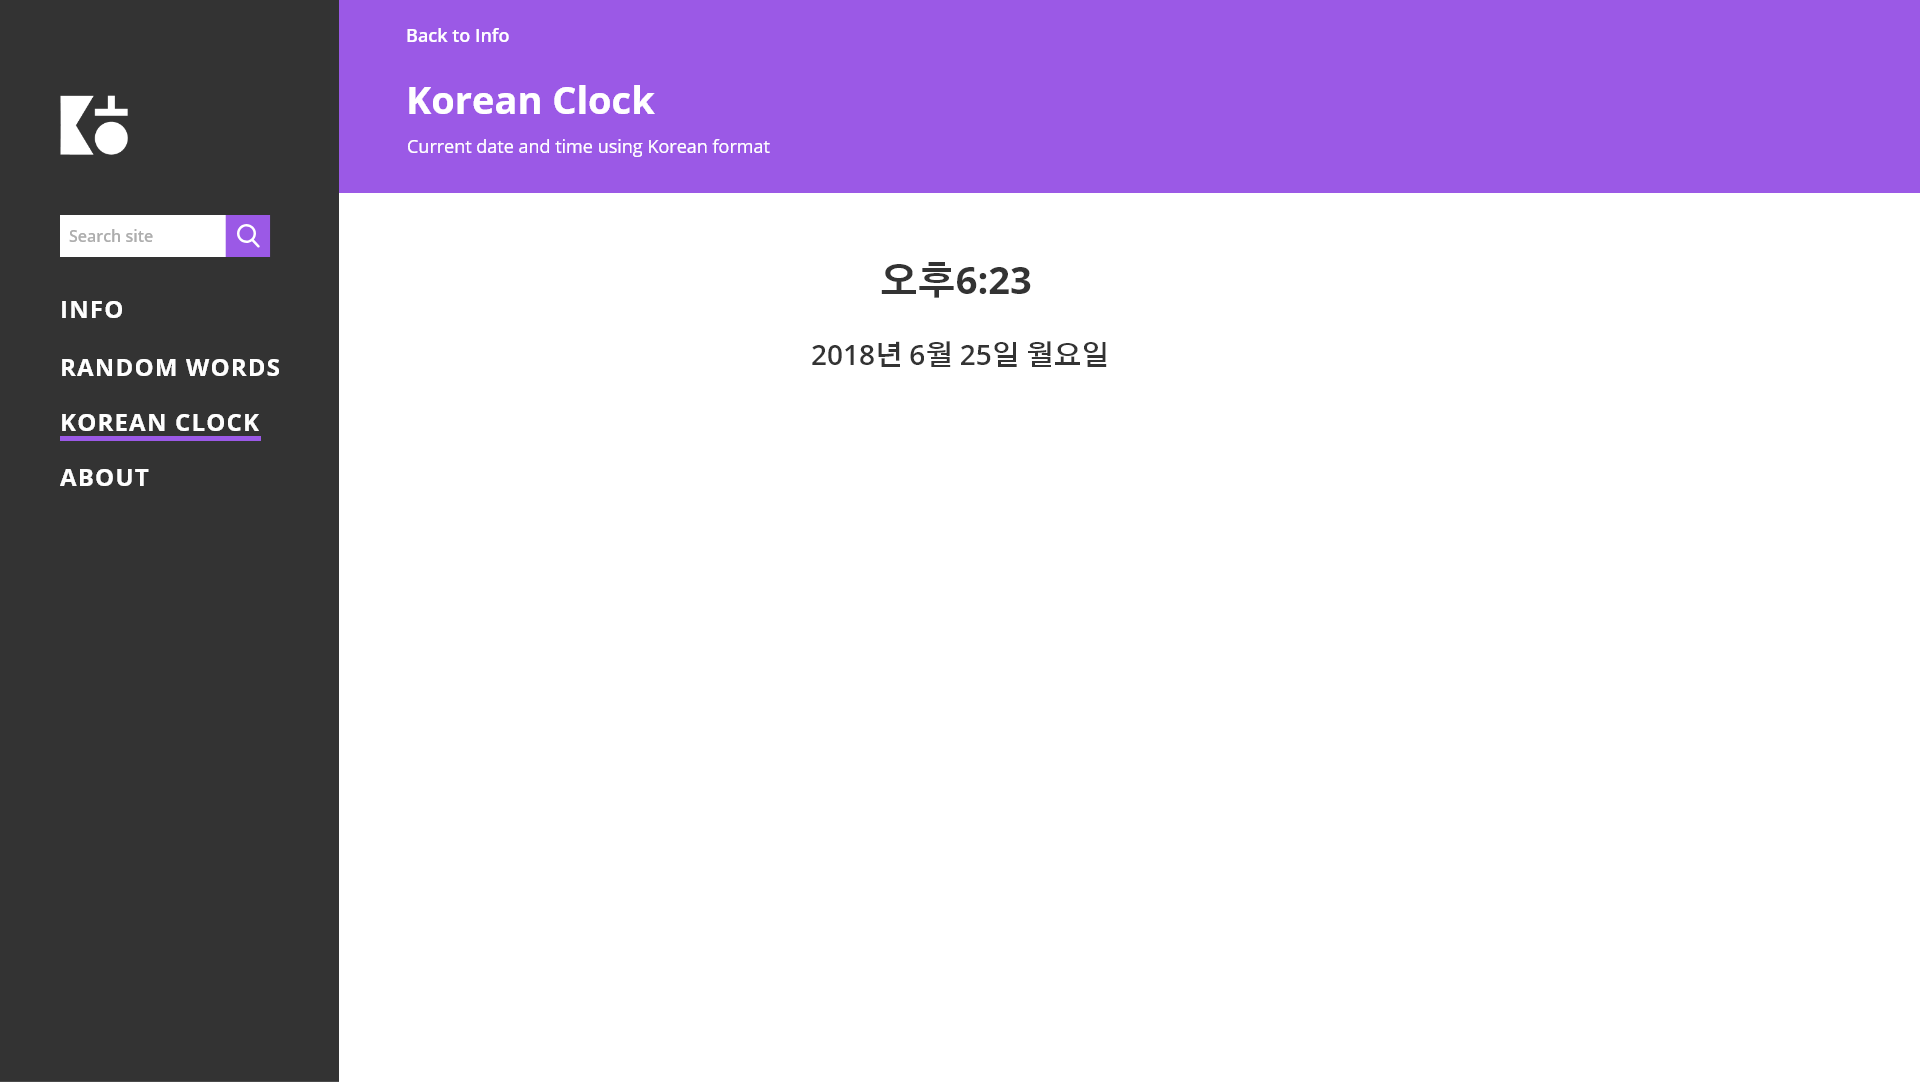 Back to Info
Korean Clock
Current date and time using Korean format
Search site
INFO
RANDOM WORDS
KOREAN CLOCK
ABOUT
오후6:23
2018년 6월 25일 월요일